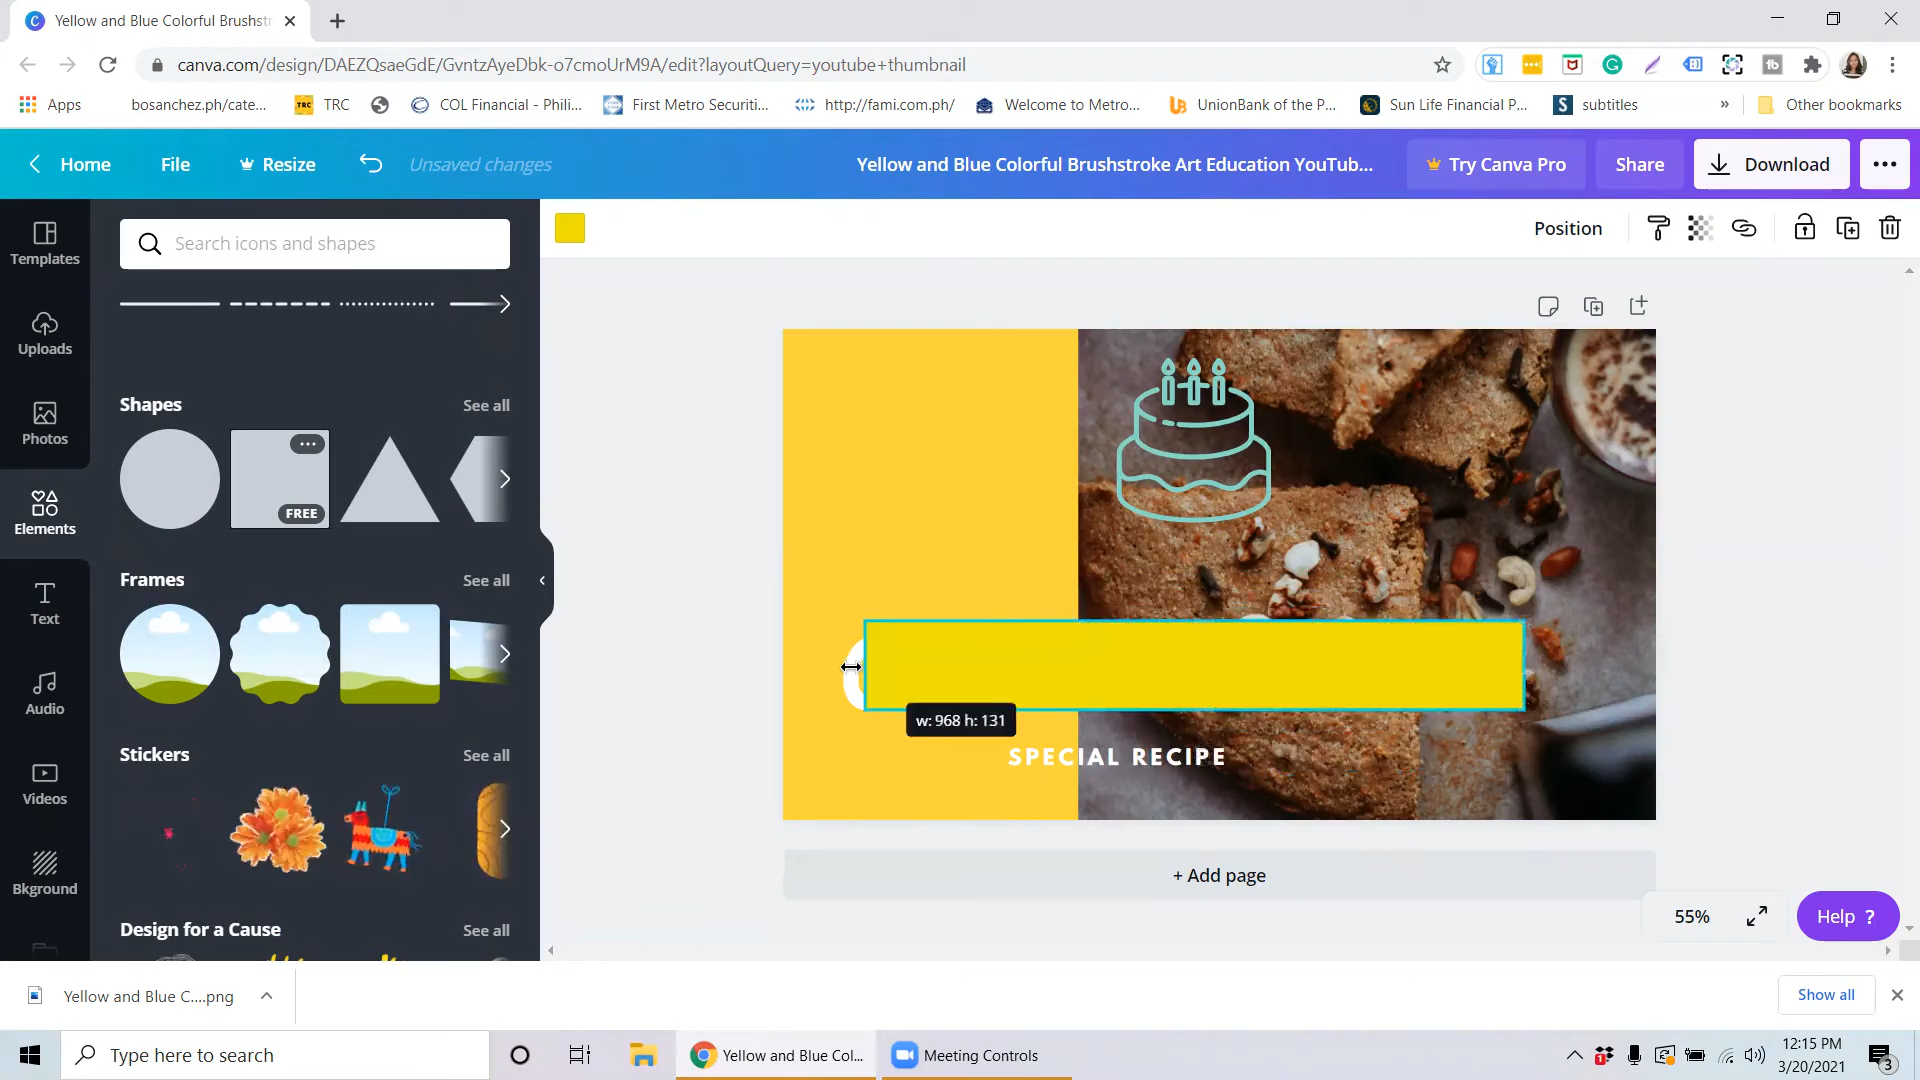 Yellow and Blue Colorful Brushst
canva.com/design/DAEZQsaeGdE/GvntzAyeDbk-o7cmoUrM9A/edit?layoutQuery=youtube+thumbnail
Apps
bosanchez.ph/cate...
TRC
COL Financial - Phili...
First Metro Securiti...
http://fami.com.ph/
Welcome to Metro...
UnionBank of the P...
Sun Life Financial P...
subtitles
»
Other bookmarks
Home
File
Resize
Unsaved changes
Yellow and Blue Colorful Brushstroke Art Education YouTub...
Try Canva Pro
Share
Download
Templates
Uploads
Photos
Elements
Text
Audio
Videos
Bkground
Search icons and shapes
Position
Shapes
See all
FREE
Frames
See all
Stickers
See all
Design for a Cause
See all
w: 968 h: 131
SPECIAL RECIPE
+ Add page
55%
Help ?
Yellow and Blue C....png
Show all
Type here to search
Yellow and Blue Col...
Meeting Controls
12:15 PM
3/20/2021
3